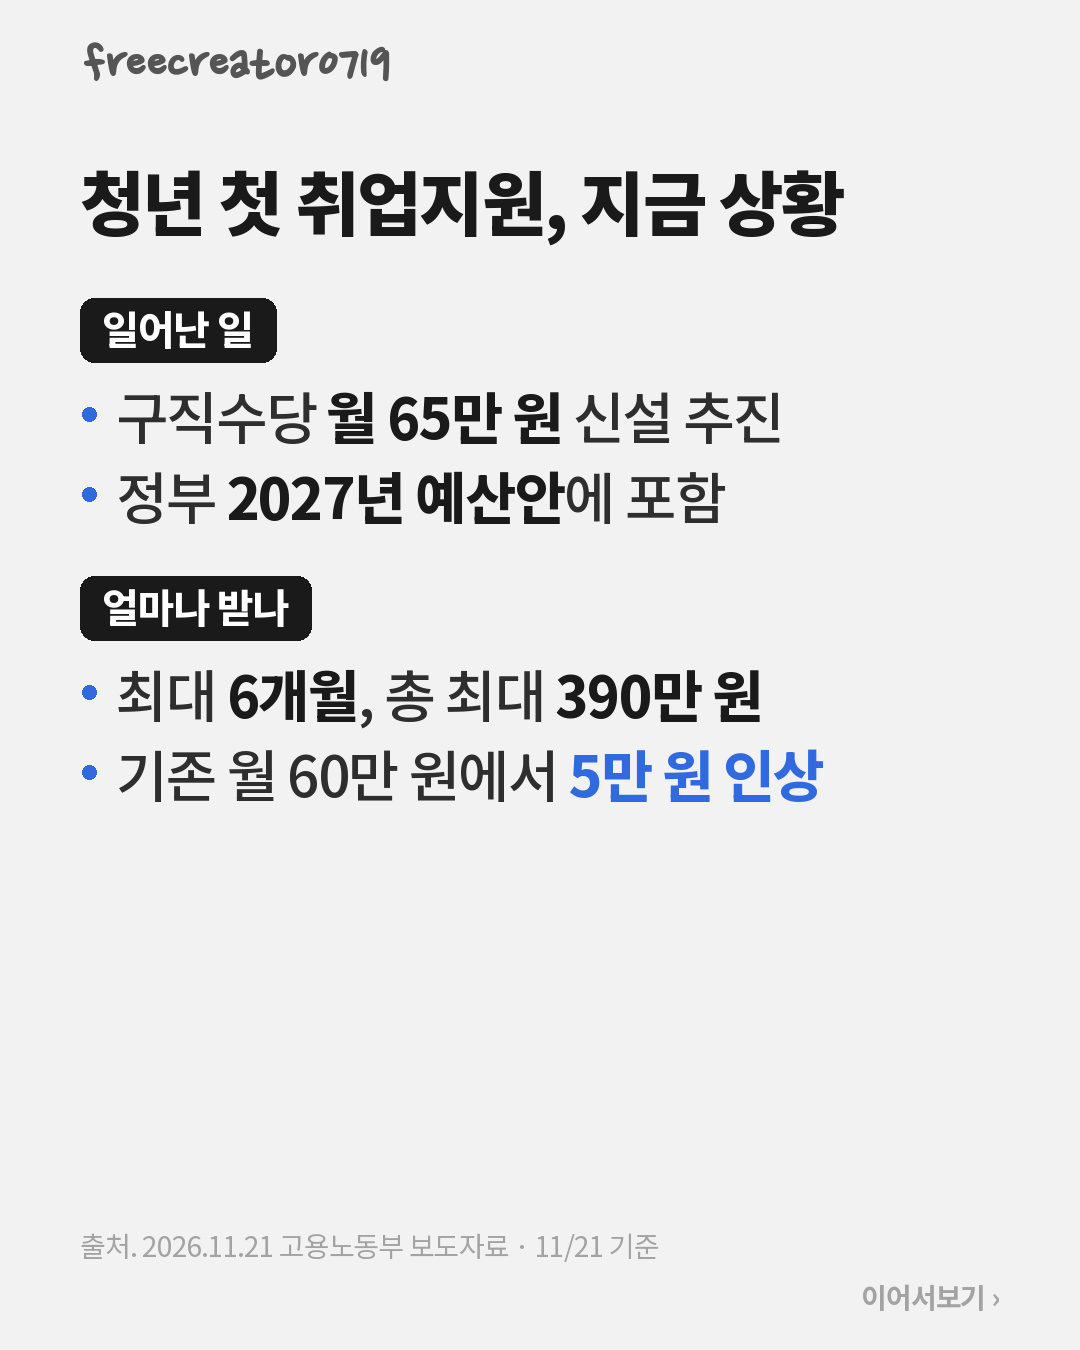 freecreator0719
청년 첫 취업지원, 지금 상황
일어난 일
• 구직수당 월 65만 원 신설 추진
• 정부 2027년 예산안에 포함
얼마나 받나
• 최대 6개월, 총 최대 390만 원
• 기존 월 60만 원에서 5만 원 인상
출처. 2026.11.21 고용노동부 보도자료 · 11/21 기준
이어서보기 ›